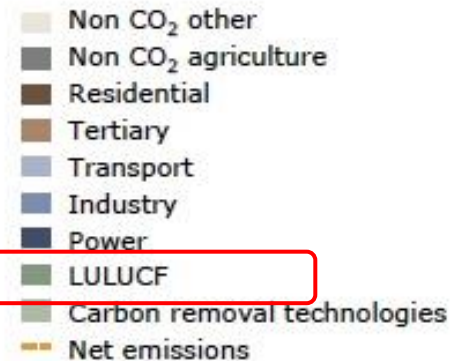 Non CO₂ other
Non CO₂ agriculture
Residential
Tertiary
Transport
Industry
Power
LULUCF
Carbon removal technologies
Net emissions